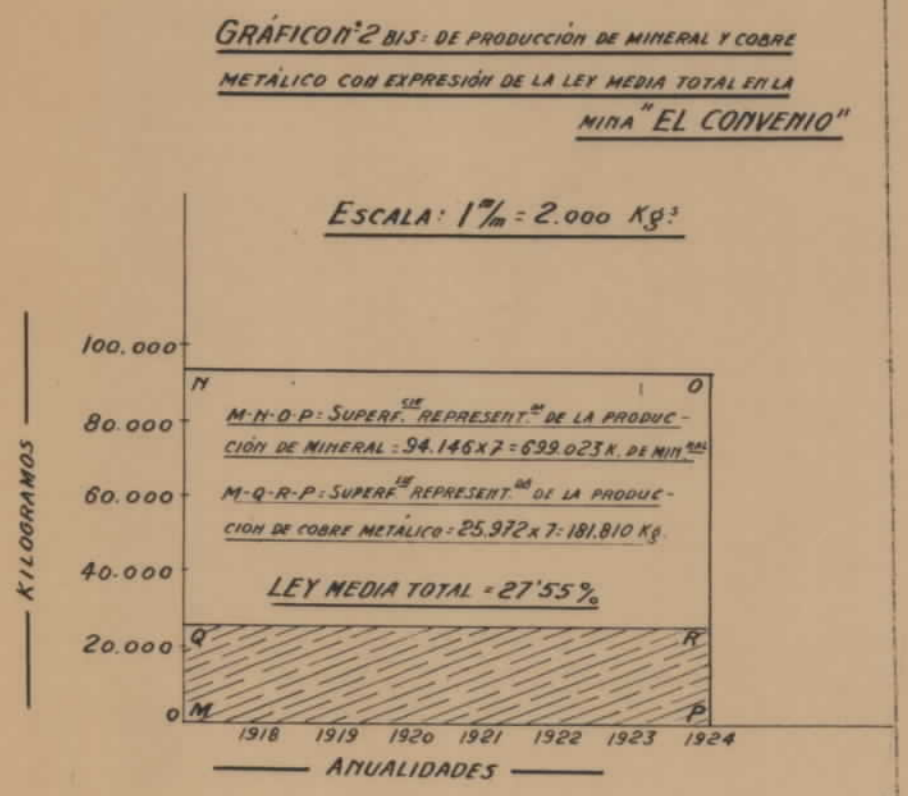 GRÁFICO Nº 2 BIS: DE PRODUCCIÓN DE MINERAL Y COBRE
METÁLICO CON EXPRESIÓN DE LA LEY MEDIA TOTAL EN LA
MINA "EL CONVENIO"
ESCALA: 1 m/m = 2.000 Kgs.
KILOGRAMOS
100.000
80.000
60.000
40.000
20.000
0
N O
M-N-O-P = SUPERF.CIE REPRESENT.VA DE LA PRODUC-
CIÓN DE MINERAL = 94.146 X 7 = 699.023 K. DE MIN.RAL
M-Q-R-P = SUPERF.CIE REPRESENT.VA DE LA PRODUC-
CION DE COBRE METÁLICO = 25.972 x 7 = 181.810 Kg.
LEY MEDIA TOTAL = 27'55%
Q R
M P
1918 1919 1920 1921 1922 1923 1924
ANUALIDADES